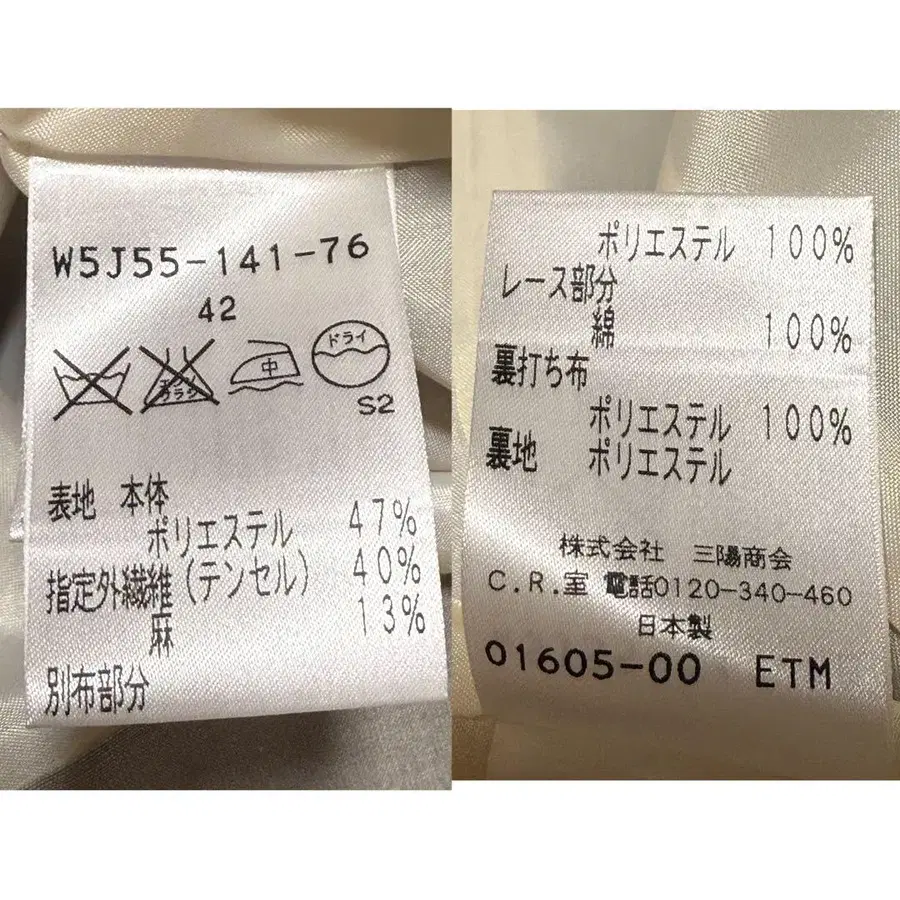 W5J55-141-76
42
中
ドライ
S2
表地 本体
ポリエステル 47%
指定外繊維(テンセル) 40%
麻 13%
別布部分
ポリエステル 100%
レース部分
綿 100%
裏打ち布
ポリエステル 100%
裏地 ポリエステル
株式会社 三陽商会
C.R.室 電話0120-340-460
日本製
01605-00 ETM